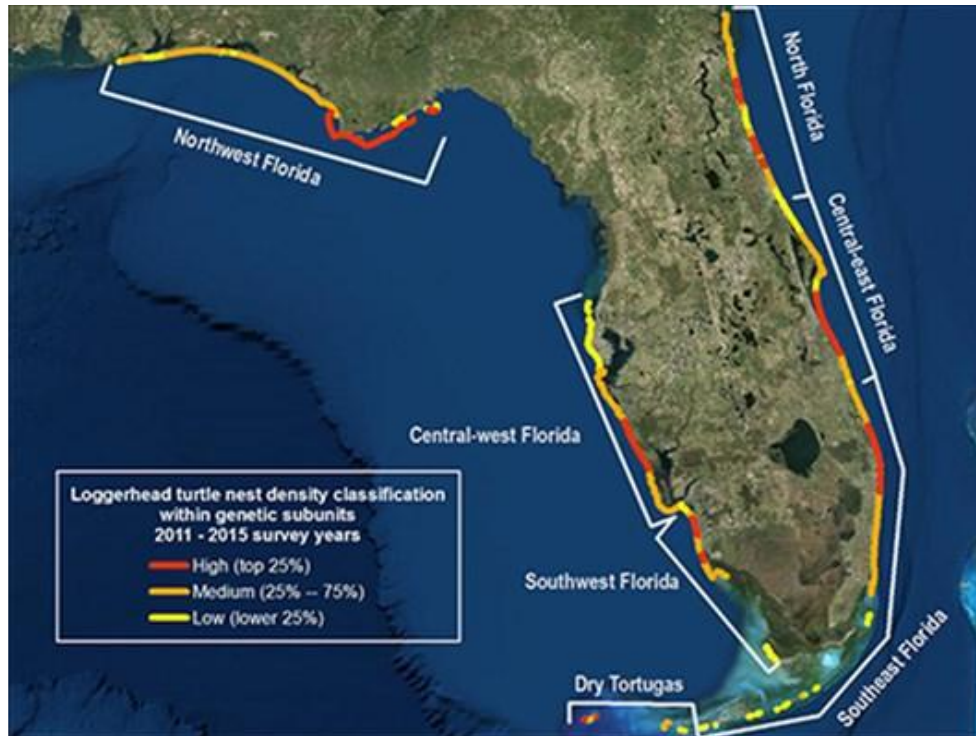 North Florida
Northwest Florida
Central-east Florida
Central-west Florida
Loggerhead turtle nest density classification
within genetic subunits
2011 - 2015 survey years
High (top 25%)
Medium (25% -- 75%)
Low (lower 25%)
Southwest Florida
Dry Tortugas
Southeast Florida